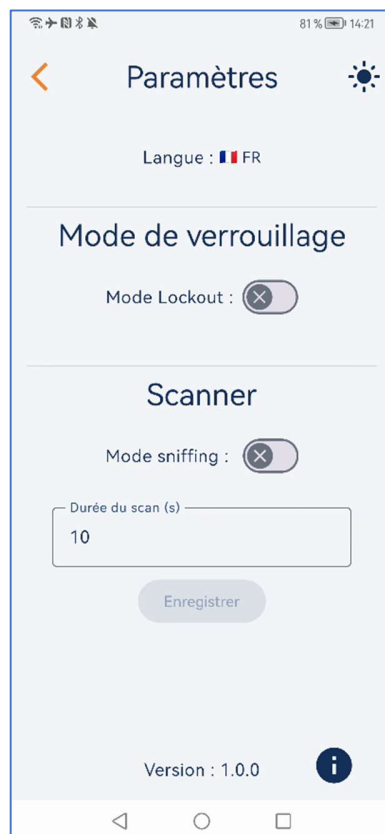 81 % 14:21
Paramètres
Langue : 🇫🇷 FR
Mode de verrouillage
Mode Lockout :
Scanner
Mode sniffing :
Durée du scan (s)
10
Enregistrer
Version : 1.0.0